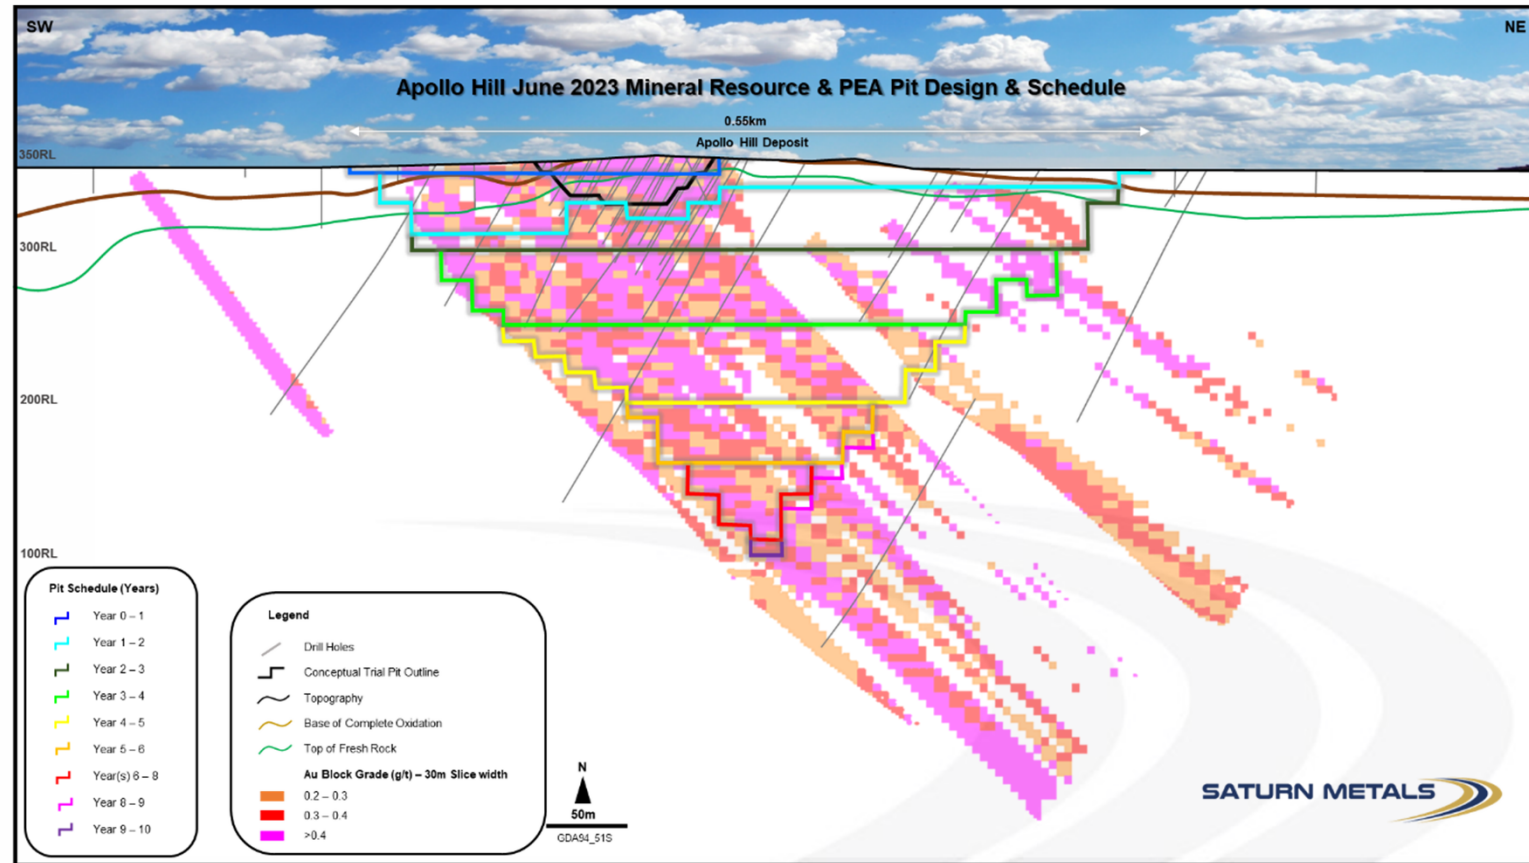 SW
NE
Apollo Hill June 2023 Mineral Resource & PEA Pit Design & Schedule
0.55km
Apollo Hill Deposit
350RL
300RL
200RL
100RL
Pit Schedule (Years)
Year 0 – 1
Year 1 – 2
Year 2 – 3
Year 3 – 4
Year 4 – 5
Year 5 – 6
Year(s) 6 – 8
Year 8 – 9
Year 9 – 10
Legend
Drill Holes
Conceptual Trial Pit Outline
Topography
Base of Complete Oxidation
Top of Fresh Rock
Au Block Grade (g/t) – 30m Slice width
0.2 – 0.3
0.3 – 0.4
>0.4
N
50m
GDA94_51S
SATURN METALS